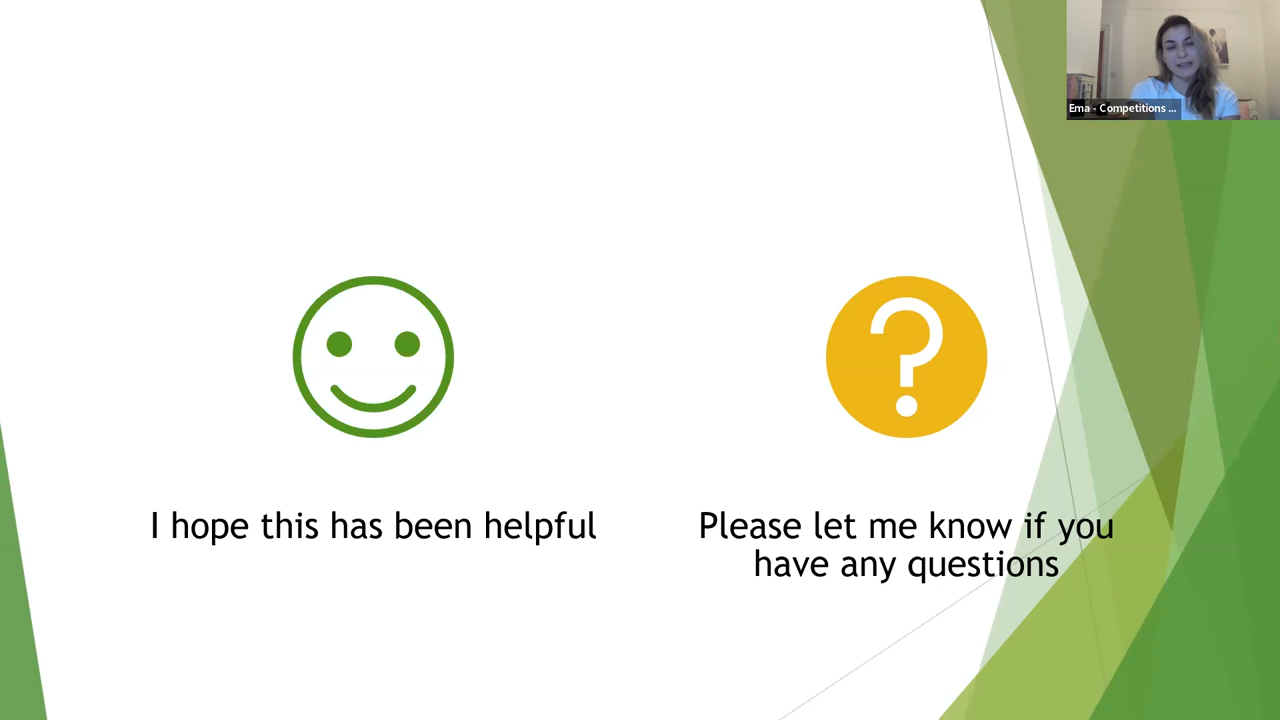 Ema - Competitions ...
I hope this has been helpful
Please let me know if you
have any questions